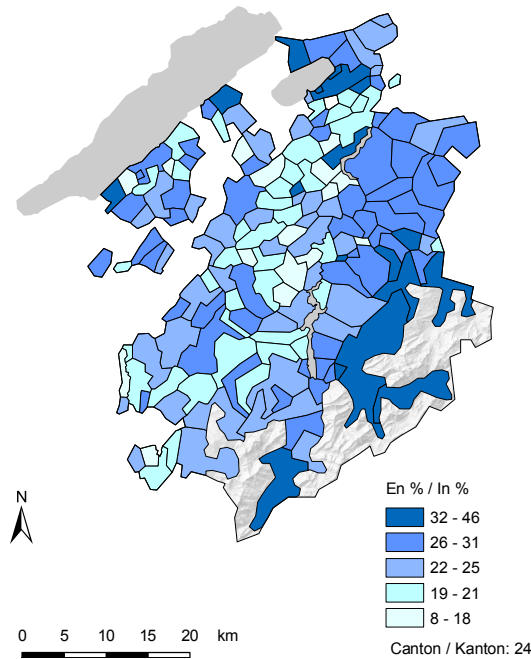 N
En % / In %
32 - 46
26 - 31
22 - 25
19 - 21
8 - 18
0 5 10 15 20 km
Canton / Kanton: 24